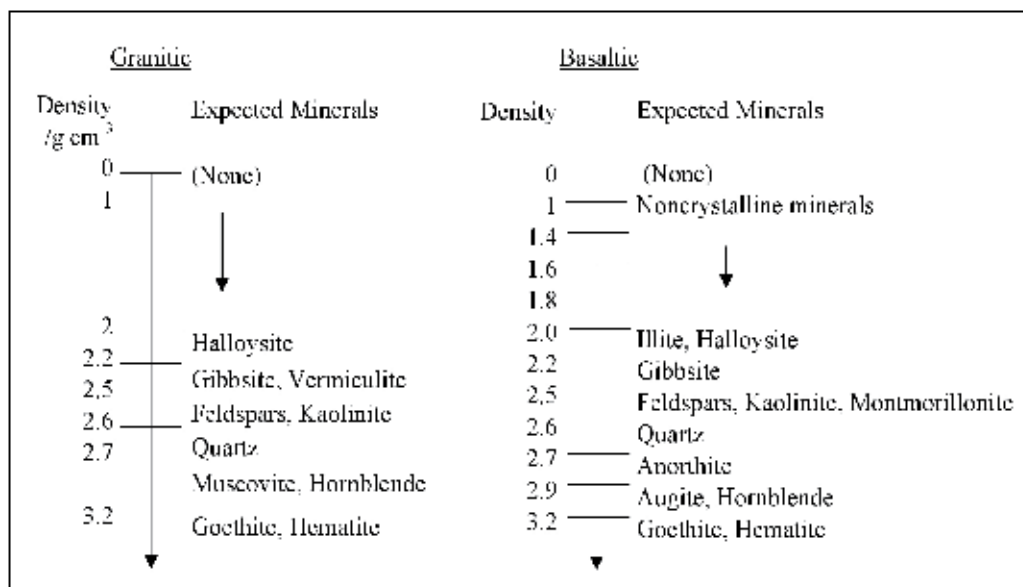 Granitic
Density
/g cm3
Expected Minerals
0
(None)
1
2
Halloysite
2.2
Gibbsite, Vermiculite
2.5
Feldspars, Kaolinite
2.6
Quartz
2.7
Muscovite, Hornblende
3.2
Goethite, Hematite
Basaltic
Density
Expected Minerals
0
(None)
1
Noncrystalline minerals
1.4
1.6
1.8
2.0
Illite, Halloysite
2.2
Gibbsite
2.5
Feldspars, Kaolinite, Montmorillonite
2.6
Quartz
2.7
Anorthite
2.9
Augite, Hornblende
3.2
Goethite, Hematite